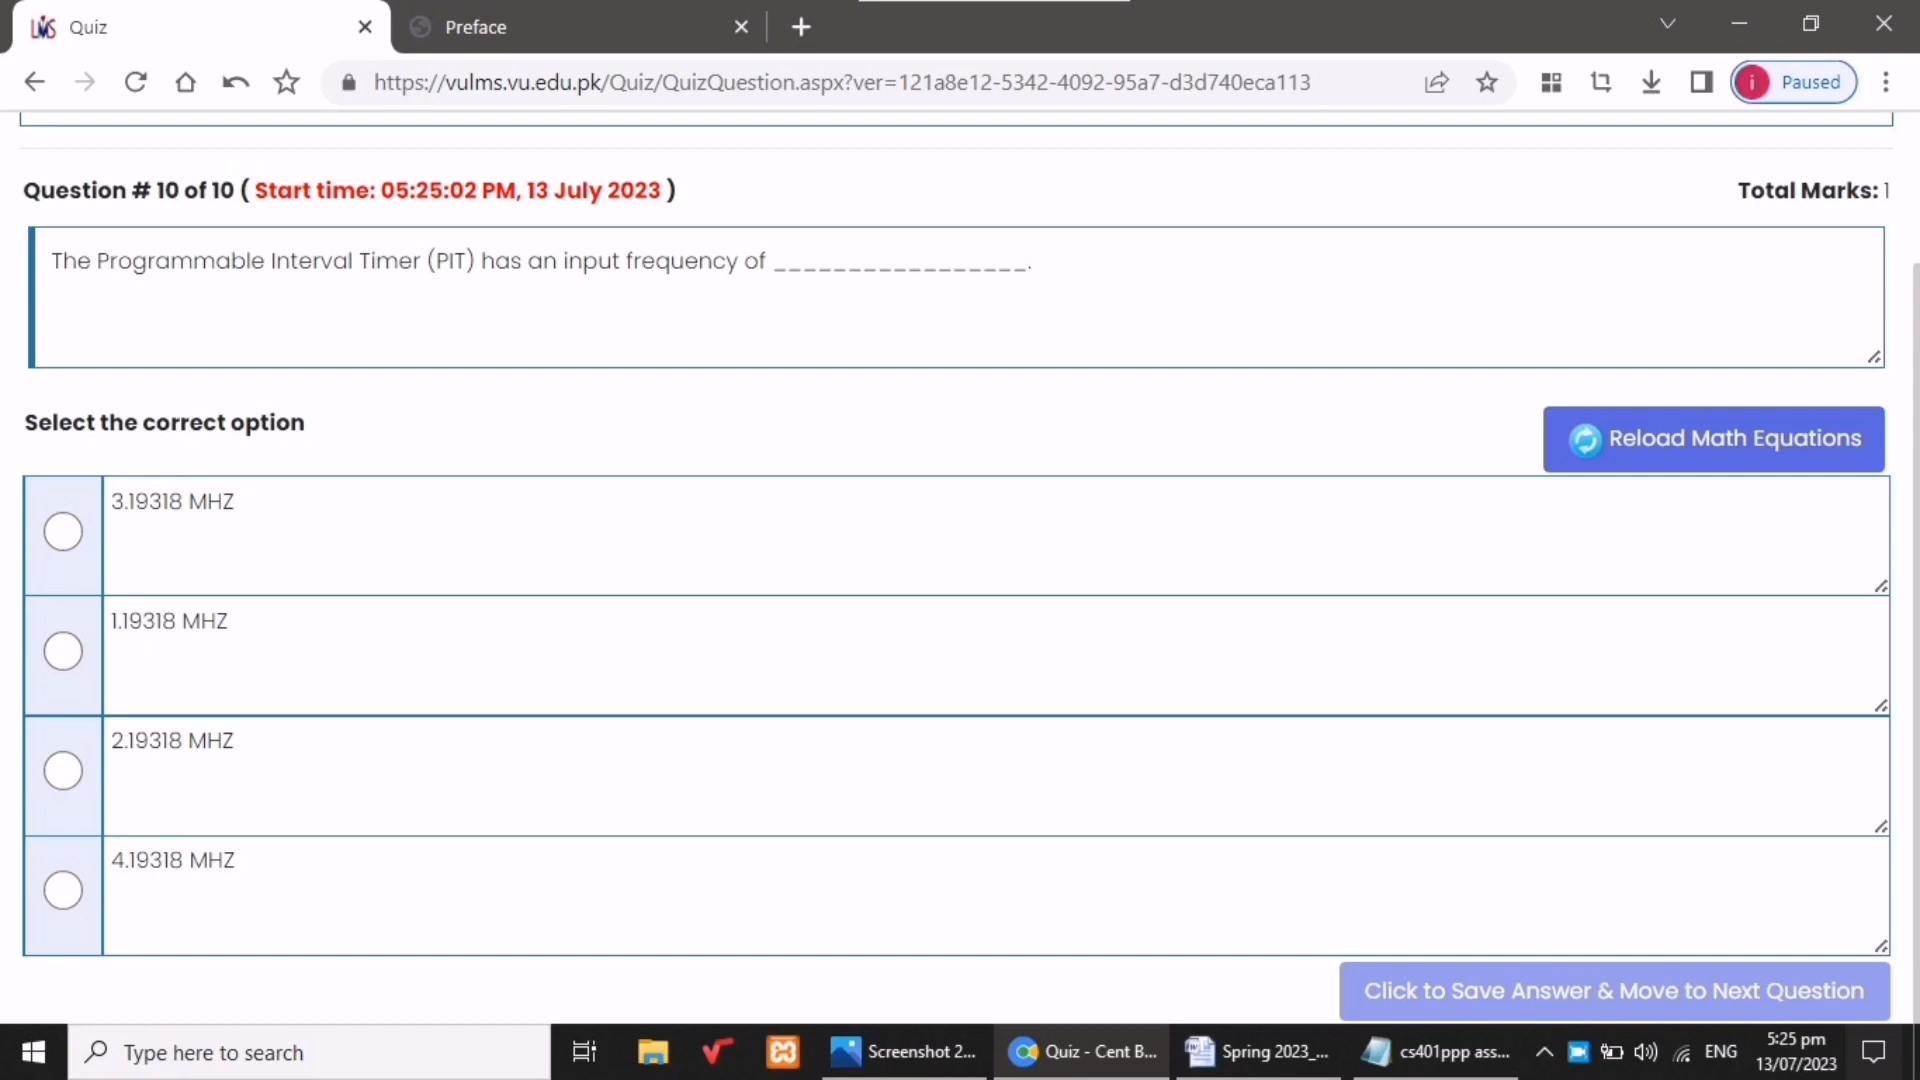 Quiz
Preface
https://vulms.vu.edu.pk/Quiz/QuizQuestion.aspx?ver=121a8e12-5342-4092-95a7-d3d740eca113
i Paused
Question # 10 of 10 ( Start time: 05:25:02 PM, 13 July 2023 )
Total Marks: 1
The Programmable Interval Timer (PIT) has an input frequency of _________________.
Select the correct option
Reload Math Equations
3.19318 MHZ
1.19318 MHZ
2.19318 MHZ
4.19318 MHZ
Click to Save Answer & Move to Next Question
Type here to search
Screenshot 2...
Quiz - Cent B...
Spring 2023_...
cs401ppp ass...
ENG
5:25 pm
13/07/2023